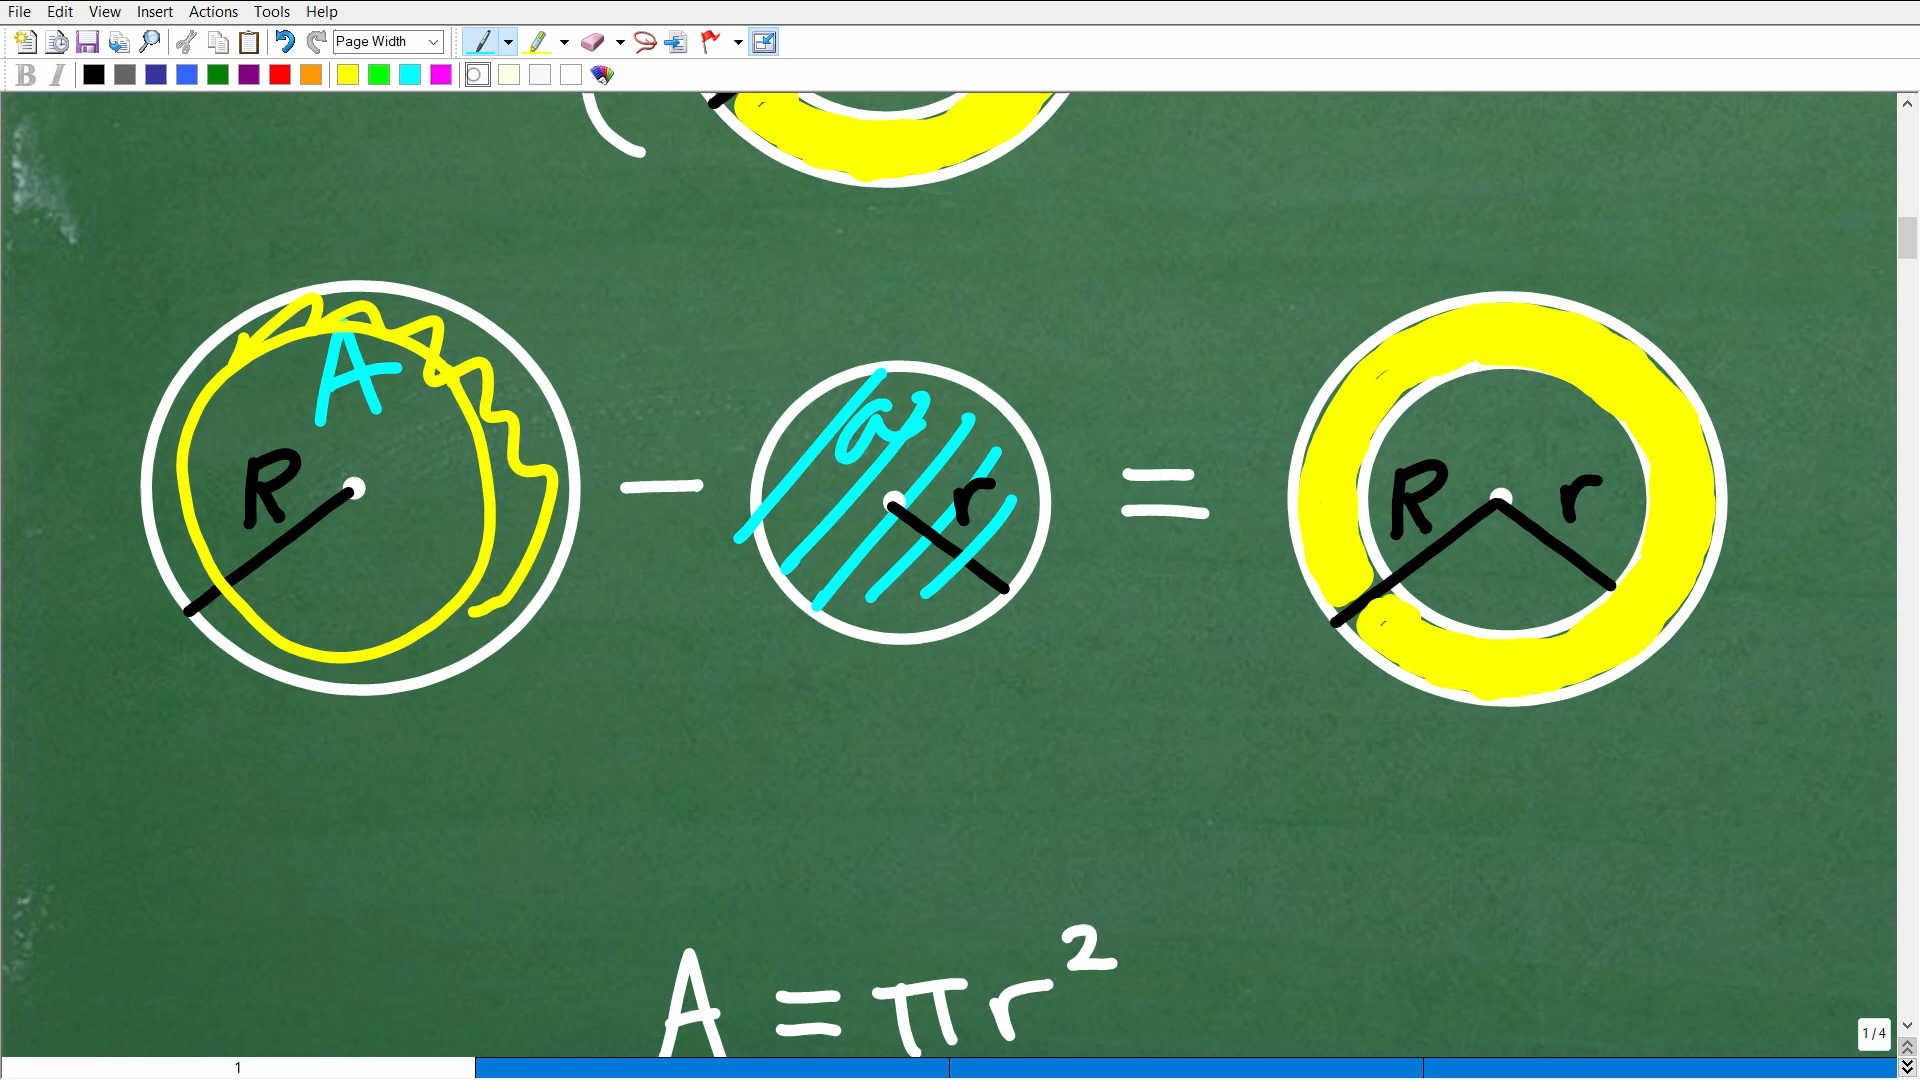 File Edit View Insert Actions Tools Help
Page Width
B I
A
R
a
r
R r
− =
A = πr²
1 / 4
1